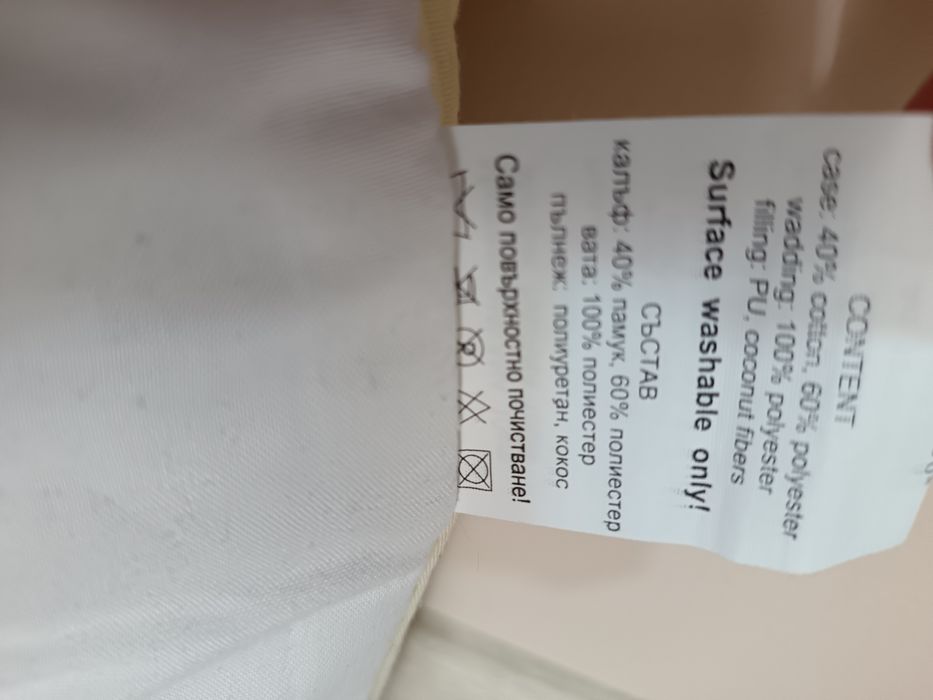 CONTENT
case: 40% cotton, 60% polyester
wadding: 100% polyester
filling: PU, coconut fibers
Surface washable only!
СЪСТАВ
калъф: 40% памук, 60% полиестер
вата: 100% полиестер
пълнеж: полиуретан, кокос
Само повърхностно почистване!